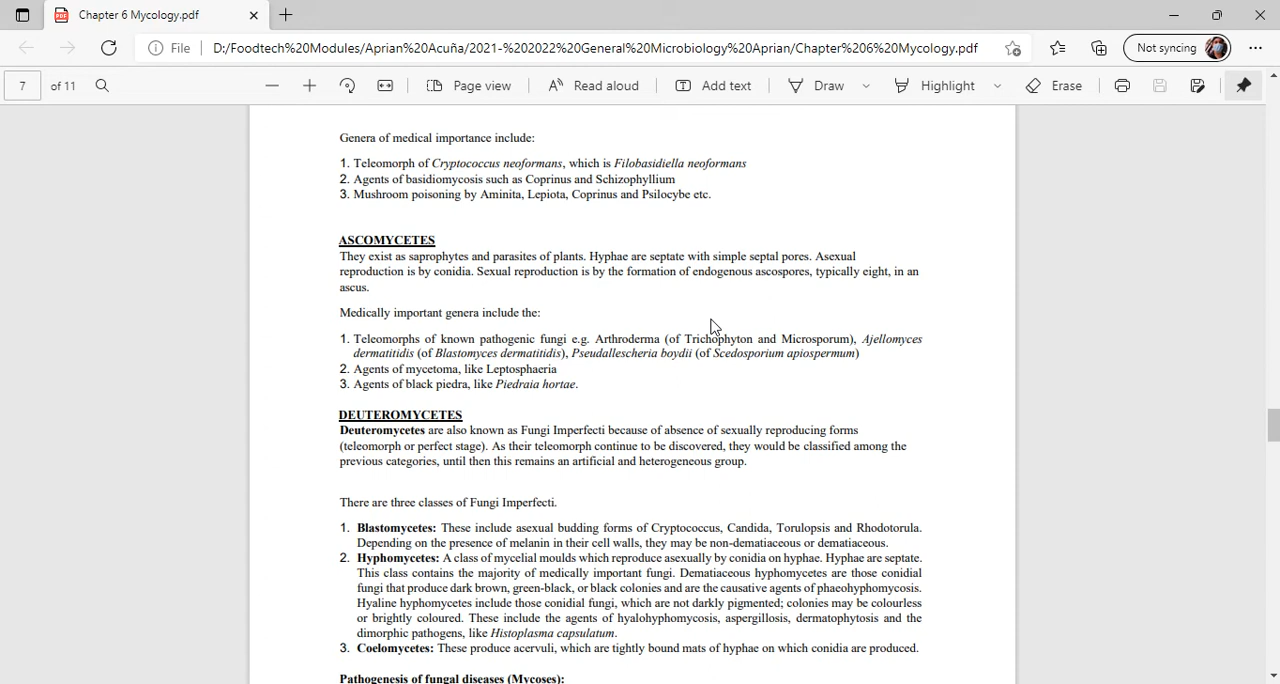 Chapter 6 Mycology.pdf
File D:/Foodtech%20Modules/Aprian%20Acuña/2021-%202022%20General%20Microbiology%20Aprian/Chapter%206%20Mycology.pdf Not syncing
7 of 11 Page view Read aloud Add text Draw Highlight Erase
Genera of medical importance include:
1. Teleomorph of Cryptococcus neoformans, which is Filobasidiella neoformans
2. Agents of basidiomycosis such as Coprinus and Schizophyllium
3. Mushroom poisoning by Aminita, Lepiota, Coprinus and Psilocybe etc.
ASCOMYCETES
They exist as saprophytes and parasites of plants. Hyphae are septate with simple septal pores. Asexual
reproduction is by conidia. Sexual reproduction is by the formation of endogenous ascospores, typically eight, in an
ascus.
Medically important genera include the:
1. Teleomorphs of known pathogenic fungi e.g. Arthroderma (of Trichophyton and Microsporum), Ajellomyces
dermatitidis (of Blastomyces dermatitidis), Pseudallescheria boydii (of Scedosporium apiospermum)
2. Agents of mycetoma, like Leptosphaeria
3. Agents of black piedra, like Piedraia hortae.
DEUTEROMYCETES
Deuteromycetes are also known as Fungi Imperfecti because of absence of sexually reproducing forms
(teleomorph or perfect stage). As their teleomorph continue to be discovered, they would be classified among the
previous categories, until then this remains an artificial and heterogeneous group.
There are three classes of Fungi Imperfecti.
1. Blastomycetes: These include asexual budding forms of Cryptococcus, Candida, Torulopsis and Rhodotorula.
Depending on the presence of melanin in their cell walls, they may be non-dematiaceous or dematiaceous.
2. Hyphomycetes: A class of mycelial moulds which reproduce asexually by conidia on hyphae. Hyphae are septate.
This class contains the majority of medically important fungi. Dematiaceous hyphomycetes are those conidial
fungi that produce dark brown, green-black, or black colonies and are the causative agents of phaeohyphomycosis.
Hyaline hyphomycetes include those conidial fungi, which are not darkly pigmented; colonies may be colourless
or brightly coloured. These include the agents of hyalohyphomycosis, aspergillosis, dermatophytosis and the
dimorphic pathogens, like Histoplasma capsulatum.
3. Coelomycetes: These produce acervuli, which are tightly bound mats of hyphae on which conidia are produced.
Pathogenesis of fungal diseases (Mycoses):